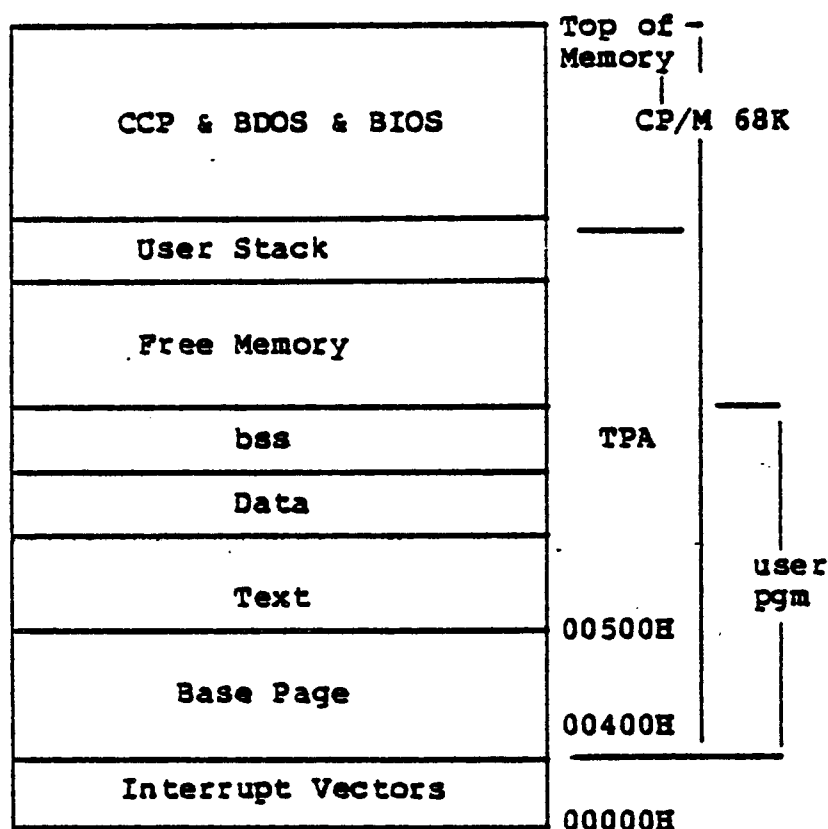 Top of
Memory
CCP & BDOS & BIOS
CP/M 68K
User Stack
Free Memory
bss
TPA
Data
user
pgm
Text
00500H
Base Page
00400H
Interrupt Vectors
00000H